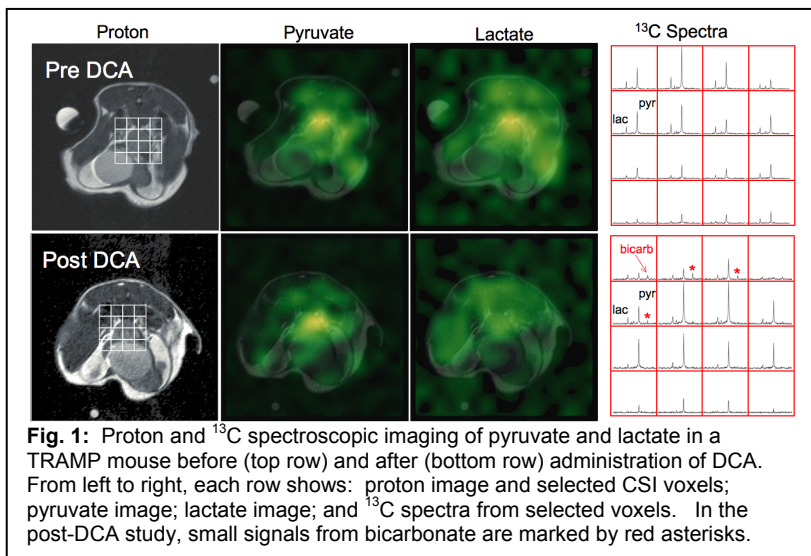 Proton Pyruvate Lactate ¹³C Spectra
Pre DCA
pyr
lac
Post DCA
bicarb
* *
pyr
lac *
Fig. 1: Proton and ¹³C spectroscopic imaging of pyruvate and lactate in a
TRAMP mouse before (top row) and after (bottom row) administration of DCA.
From left to right, each row shows: proton image and selected CSI voxels;
pyruvate image; lactate image; and ¹³C spectra from selected voxels. In the
post-DCA study, small signals from bicarbonate are marked by red asterisks.